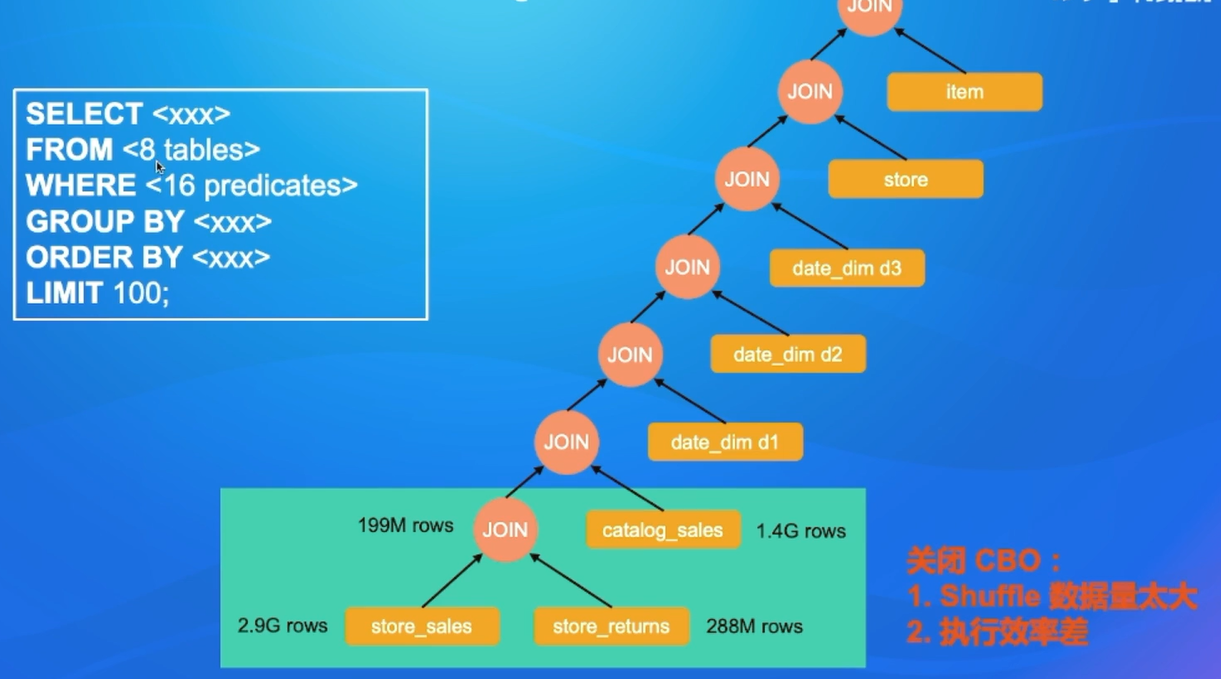 JOIN
SELECT <xxx>
FROM <8 tables>
WHERE <16 predicates>
GROUP BY <xxx>
ORDER BY <xxx>
LIMIT 100;
JOIN
item
JOIN
store
JOIN
date_dim d3
JOIN
date_dim d2
JOIN
date_dim d1
199M rows
JOIN
catalog_sales
1.4G rows
2.9G rows
store_sales
store_returns
288M rows
关闭 CBO：
1. Shuffle 数据量太大
2. 执行效率差